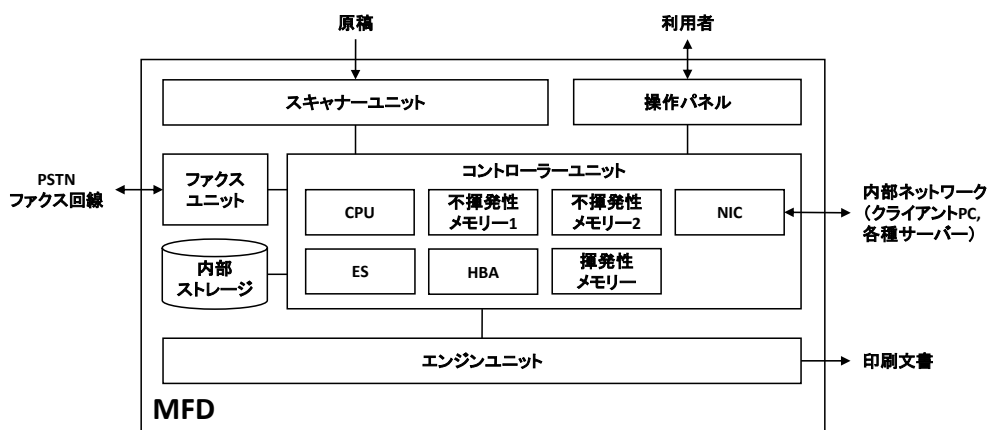 原稿
利用者
スキャナーユニット
操作パネル
コントローラーユニット
PSTN
ファクス回線
ファクス
ユニット
CPU
不揮発性
メモリー1
不揮発性
メモリー2
NIC
内部ネットワーク
（クライアントPC,
各種サーバー）
内部
ストレージ
ES
HBA
揮発性
メモリー
エンジンユニット
印刷文書
MFD